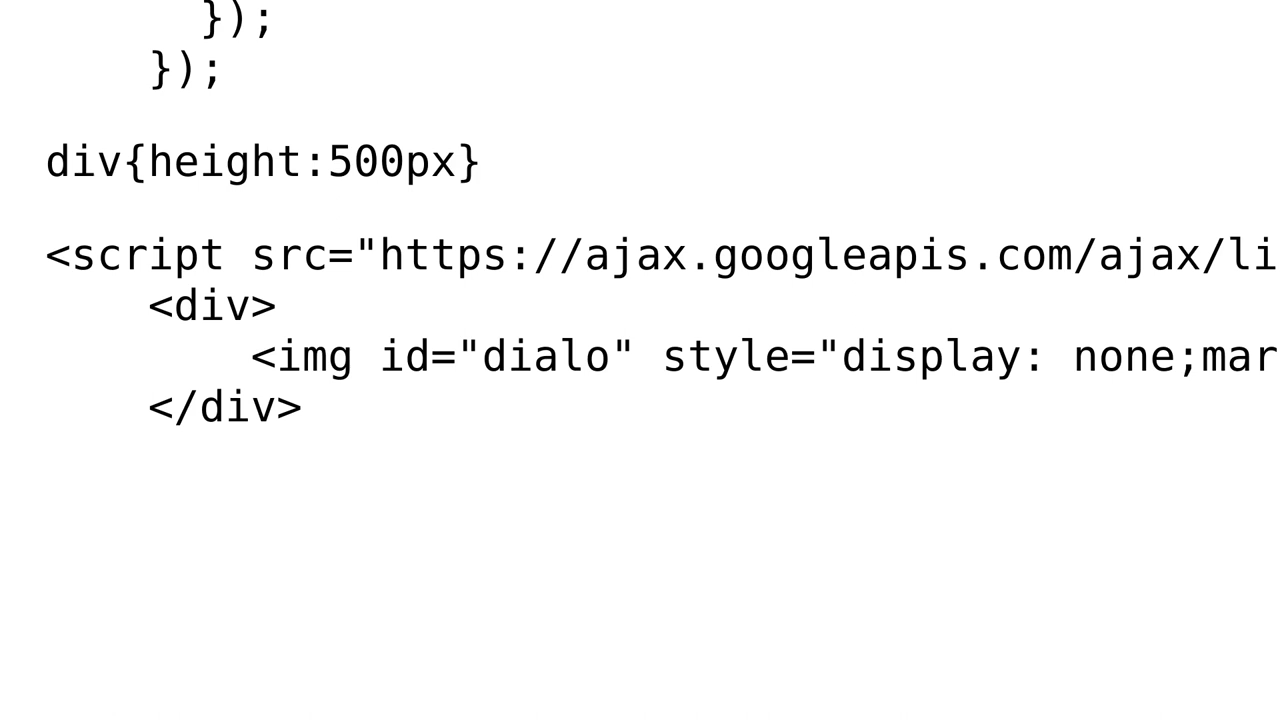 });
});
div{height:500px}
<script src="https://ajax.googleapis.com/ajax/li
<div>
<img id="dialo" style="display: none;mar
</div>